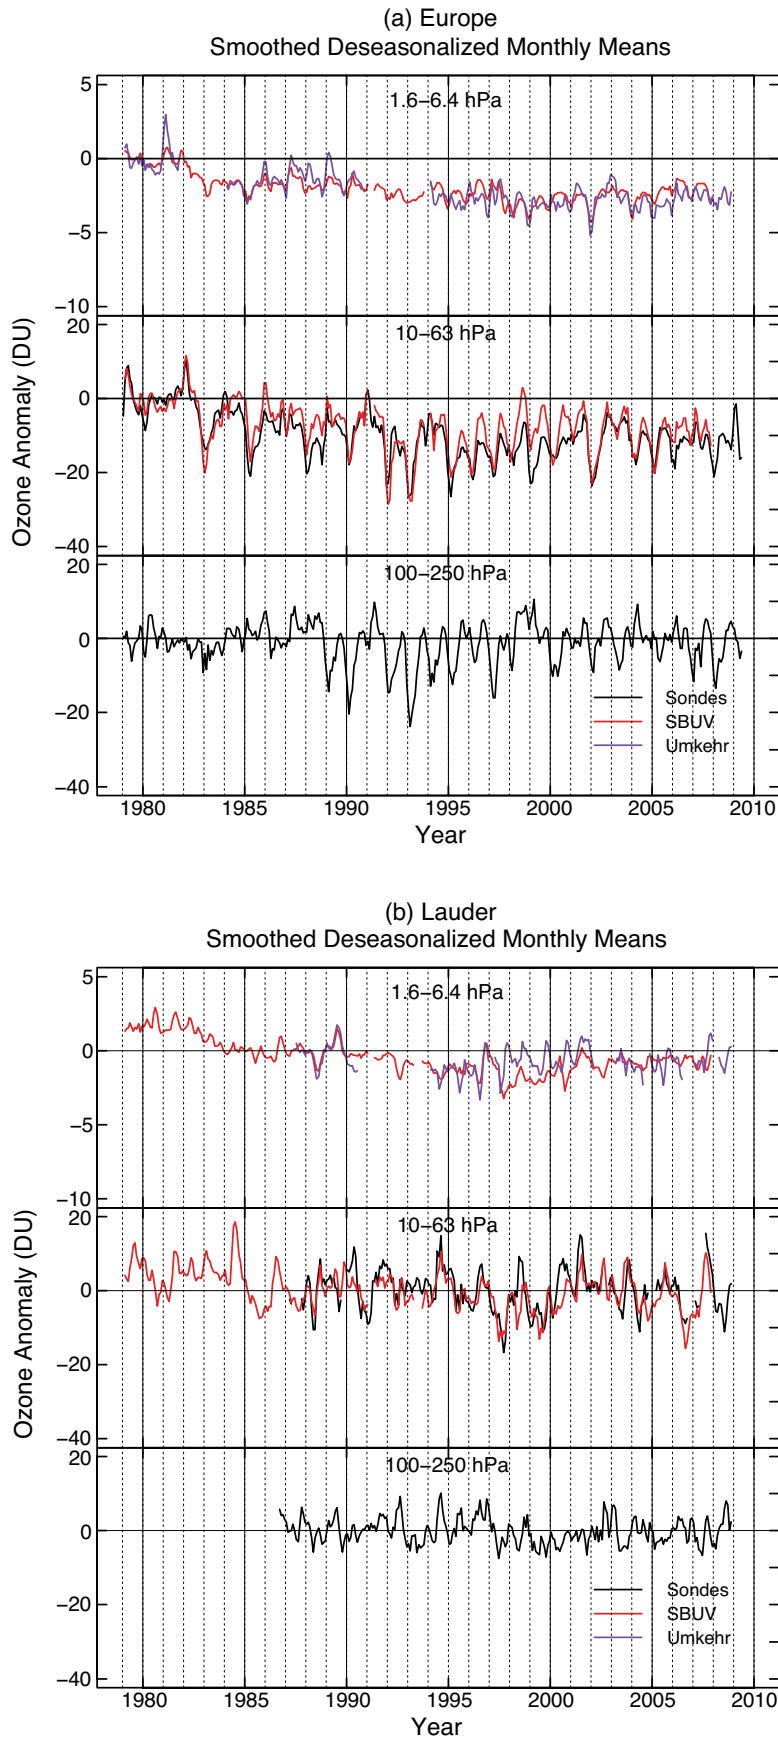 (a) Europe
Smoothed Deseasonalized Monthly Means
1.6−6.4 hPa
5
0
−5
−10
10−63 hPa
20
0
−20
−40
100−250 hPa
20
0
−20
−40
Ozone Anomaly (DU)
Sondes
SBUV
Umkehr
1980 1985 1990 1995 2000 2005 2010
Year
(b) Lauder
Smoothed Deseasonalized Monthly Means
1.6−6.4 hPa
5
0
−5
−10
10−63 hPa
20
0
−20
−40
100−250 hPa
20
0
−20
−40
Ozone Anomaly (DU)
Sondes
SBUV
Umkehr
1980 1985 1990 1995 2000 2005 2010
Year